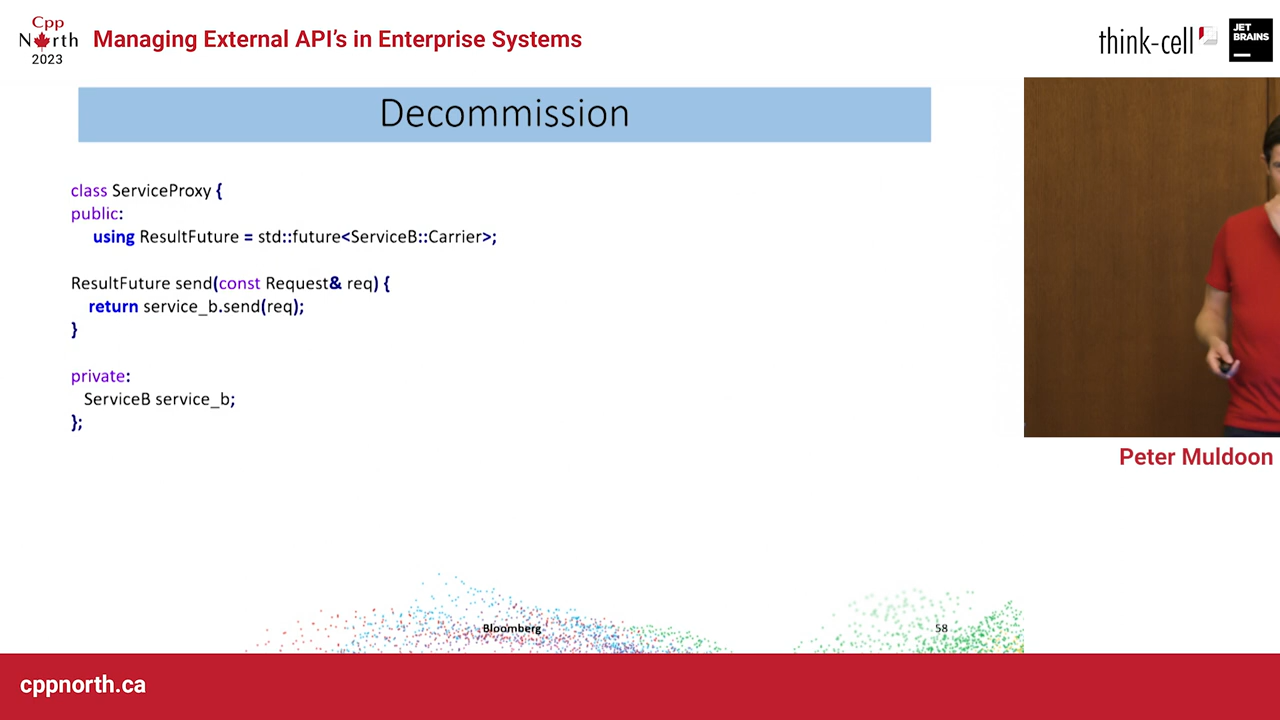 Cpp
North
2023
Managing External API's in Enterprise Systems
think-cell
JET
BRAINS
Decommission
class ServiceProxy {
public:
using ResultFuture = std::future<ServiceB::Carrier>;
ResultFuture send(const Request& req) {
return service_b.send(req);
}
private:
ServiceB service_b;
};
Peter Muldoon
Bloomberg
58
cppnorth.ca